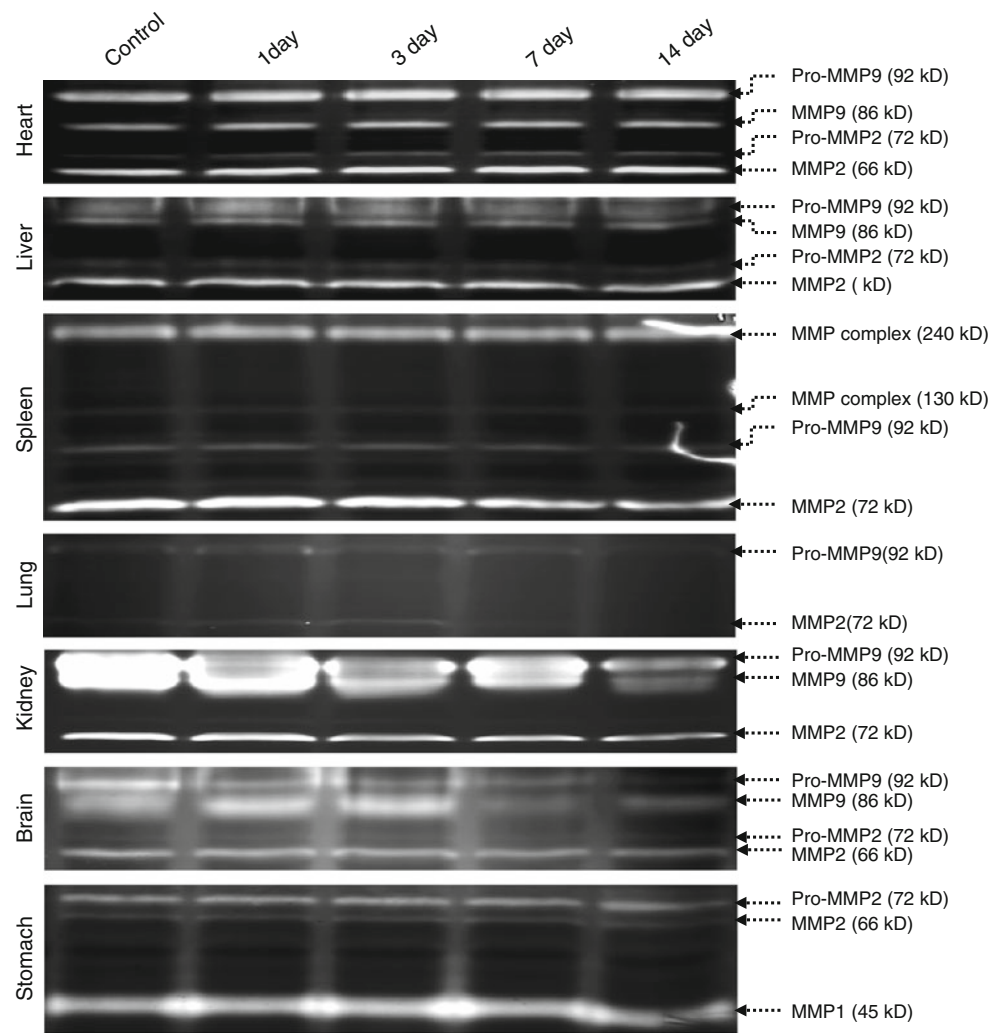 Control 1day 3 day 7 day 14 day
Heart
Pro-MMP9 (92 kD)
MMP9 (86 kD)
Pro-MMP2 (72 kD)
MMP2 (66 kD)
Liver
Pro-MMP9 (92 kD)
MMP9 (86 kD)
Pro-MMP2 (72 kD)
MMP2 ( kD)
Spleen
MMP complex (240 kD)
MMP complex (130 kD)
Pro-MMP9 (92 kD)
MMP2 (72 kD)
Lung
Pro-MMP9(92 kD)
MMP2(72 kD)
Kidney
Pro-MMP9 (92 kD)
MMP9 (86 kD)
MMP2 (72 kD)
Brain
Pro-MMP9 (92 kD)
MMP9 (86 kD)
Pro-MMP2 (72 kD)
MMP2 (66 kD)
Stomach
Pro-MMP2 (72 kD)
MMP2 (66 kD)
MMP1 (45 kD)